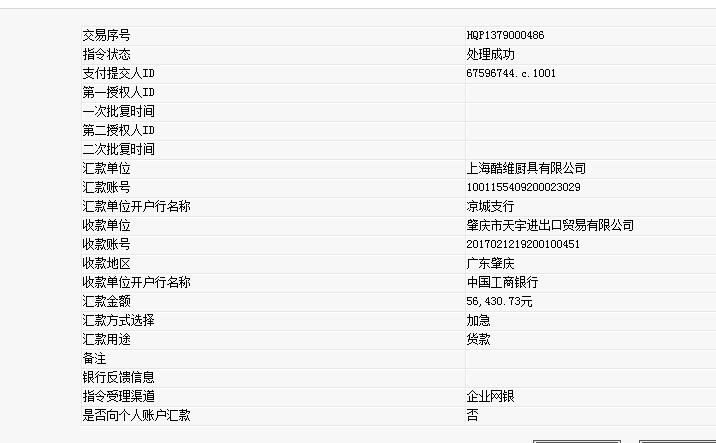 交易序号 HQP1379000486
指令状态 处理成功
支付提交人ID 67596744.c.1001
第一授权人ID
一次批复时间
第二授权人ID
二次批复时间
汇款单位 上海酷维厨具有限公司
汇款账号 1001155409200023029
汇款单位开户行名称 凉城支行
收款单位 肇庆市天宇进出口贸易有限公司
收款账号 2017021219200100451
收款地区 广东肇庆
收款单位开户行名称 中国工商银行
汇款金额 56,430.73元
汇款方式选择 加急
汇款用途 货款
备注
银行反馈信息
指令受理渠道 企业网银
是否向个人账户汇款 否